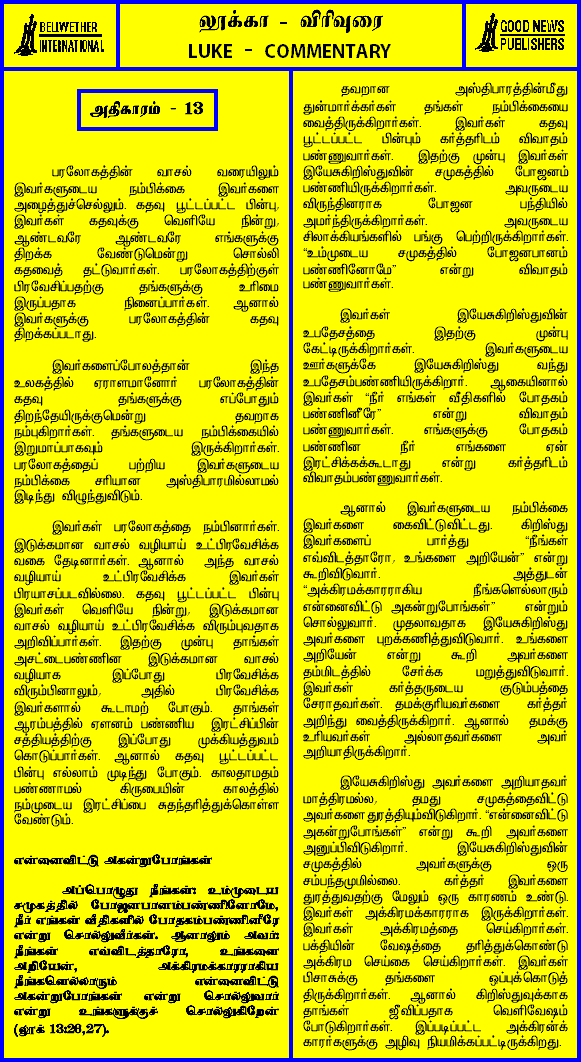 BELIWETHER
INTERNATIONAL
லூக்கா - விரிவுரை
LUKE - COMMENTARY
GOOD NEWS
PUBLISHERS
அதிகாரம் - 13
பரலோகத்தின் வாசல் வரையிலும்
இவர்களுடைய நம்பிக்கை இவர்களை
அழைத்துச்செல்லும். கதவு பூட்டப்பட்ட பின்பு,
இவர்கள் கதவுக்கு வெளியே நின்று,
ஆண்டவரே ஆண்டவரே எங்களுக்கு
திறக்க வேண்டுமென்று சொல்லி
கதவைத் தட்டுவார்கள். பரலோகத்திற்குள்
பிரவேசிப்பதற்கு தங்களுக்கு உரிமை
இருப்பதாக நினைப்பார்கள். ஆனால்
இவர்களுக்கு பரலோகத்தின் கதவு
திறக்கப்படாது.
இவர்களைப்போலத்தான் இந்த
உலகத்தில் ஏராளமானோர் பரலோகத்தின்
கதவு தங்களுக்கு எப்போதும்
திறந்தேயிருக்குமென்று தவறாக
நம்புகிறார்கள். தங்களுடைய நம்பிக்கையில்
இறுமாப்பாகவும் இருக்கிறார்கள்.
பரலோகத்தைப் பற்றிய இவர்களுடைய
நம்பிக்கை சரியான அஸ்திபாரமில்லாமல்
இடிந்து விழுந்துவிடும்.
இவர்கள் பரலோகத்தை நம்பினார்கள்.
இடுக்கமான வாசல் வழியாய் உட்பிரவேசிக்க
வகை தேடினார்கள். ஆனால் அந்த வாசல்
வழியாய் உட்பிரவேசிக்க இவர்கள்
பிரயாசப்படவில்லை. கதவு பூட்டப்பட்ட பின்பு
இவர்கள் வெளியே நின்று, இடுக்கமான
வாசல் வழியாய் உட்பிரவேசிக்க விரும்புவதாக
அறிவிப்பார்கள். இதற்கு முன்பு தாங்கள்
அசட்டைபண்ணின இடுக்கமான வாசல்
வழியாக இப்போது பிரவேசிக்க
விரும்பினாலும், அதில் பிரவேசிக்க
இவர்களால் கூடாமற் போகும். தாங்கள்
ஆரம்பத்தில் ஏளனம் பண்ணிய இரட்சிப்பின்
சத்தியத்திற்கு இப்போது முக்கியத்துவம்
கொடுப்பார்கள். ஆனால் கதவு பூட்டப்பட்ட
பின்பு எல்லாம் முடிந்து போகும். காலதாமதம்
பண்ணாமல் கிருபையின் காலத்தில்
நம்முடைய இரட்சிப்பை சுதந்தரித்துக்கொள்ள
வேண்டும்.
என்னைவிட்டு அகன்றுபோங்கள்
அப்பொழுது நீங்கள்: உம்முடைய
சமுகத்தில் போஜனபானம்பண்ணினோமே,
நீர் எங்கள் வீதிகளில் போதகம்பண்ணினீரே
என்று சொல்லுவீர்கள். ஆனாலும் அவர்:
நீங்கள் எவ்விடத்தாரோ, உங்களை
அறியேன், அக்கிரமக்காரராகிய
நீங்களெல்லாரும் என்னைவிட்டு
அகன்றுபோங்கள் என்று சொல்லுவார்
என்று உங்களுக்குச் சொல்லுகிறேன்
(லூக் 13:26,27).
தவறான அஸ்திபாரத்தின்மீது
துன்மார்க்கர்கள் தங்கள் நம்பிக்கையை
வைத்திருக்கிறார்கள். இவர்கள் கதவு
பூட்டப்பட்ட பின்பும் கர்த்தரிடம் விவாதம்
பண்ணுவார்கள். இதற்கு முன்பு இவர்கள்
இயேசுகிறிஸ்துவின் சமுகத்தில் போஜனம்
பண்ணியிருக்கிறார்கள். அவருடைய
விருந்தினராக போஜன பந்தியில்
அமர்ந்திருக்கிறார்கள். அவருடைய
சிலாக்கியங்களில் பங்கு பெற்றிருக்கிறார்கள்.
“உம்முடைய சமுகத்தில் போஜனபானம்
பண்ணினோமே” என்று விவாதம்
பண்ணுவார்கள்.
இவர்கள் இயேசுகிறிஸ்துவின்
உபதேசத்தை இதற்கு முன்பு
கேட்டிருக்கிறார்கள். இவர்களுடைய
ஊர்களுக்கே இயேசுகிறிஸ்து வந்து
உபதேசம்பண்ணியிருக்கிறார். ஆகையினால்
இவர்கள் “நீர் எங்கள் வீதிகளில் போதகம்
பண்ணினீரே” என்று விவாதம்
பண்ணுவார்கள். எங்களுக்கு போதகம்
பண்ணின நீர் எங்களை ஏன்
இரட்சிக்கக்கூடாது என்று கர்த்தரிடம்
விவாதம்பண்ணுவார்கள்.
ஆனால் இவர்களுடைய நம்பிக்கை
இவர்களை கைவிட்டுவிட்டது. கிறிஸ்து
இவர்களைப் பார்த்து “நீங்கள்
எவ்விடத்தாரோ, உங்களை அறியேன்” என்று
கூறிவிடுவார். அத்துடன்
“அக்கிரமக்காரராகிய நீங்களெல்லாரும்
என்னைவிட்டு அகன்றுபோங்கள்” என்றும்
சொல்லுவார். முதலாவதாக இயேசுகிறிஸ்து
அவர்களை புறக்கணித்துவிடுவார். உங்களை
அறியேன் என்று கூறி அவர்களை
தம்மிடத்தில் சேர்க்க மறுத்துவிடுவார்.
இவர்கள் கர்த்தருடைய குடும்பத்தை
சேராதவர்கள். தமக்குரியவர்களை கர்த்தர்
அறிந்து வைத்திருக்கிறார். ஆனால் தமக்கு
உரியவர்கள் அல்லாதவர்களை அவர்
அறியாதிருக்கிறார்.
இயேசுகிறிஸ்து அவர்களை அறியாதவர்
மாத்திரமல்ல, தமது சமுகத்தைவிட்டு
அவர்களை துரத்தியும்விடுகிறார். “என்னைவிட்டு
அகன்றுபோங்கள்” என்று கூறி அவர்களை
அனுப்பிவிடுகிறார். இயேசுகிறிஸ்துவின்
சமுகத்தில் அவர்களுக்கு ஒரு
சம்பந்தமுமில்லை. கர்த்தர் இவர்களை
துரத்துவதற்கு மேலும் ஒரு காரணம் உண்டு.
இவர்கள் அக்கிரமக்காரராக இருக்கிறார்கள்.
இவர்கள் அக்கிரமத்தை செய்கிறார்கள்.
பக்தியின் வேஷத்தை தரித்துக்கொண்டு
அக்கிரம செய்கை செய்கிறார்கள். இவர்கள்
பிசாசுக்கு தங்களை ஒப்புக்கொடுத்
திருக்கிறார்கள். ஆனால் கிறிஸ்துவுக்காக
தாங்கள் ஜீவிப்பதாக வெளிவேஷம்
போடுகிறார்கள். இப்படிப்பட்ட அக்கிரன்க்
காரர்களுக்கு அழிவு நியமிக்கப்பட்டிருக்கிறது.